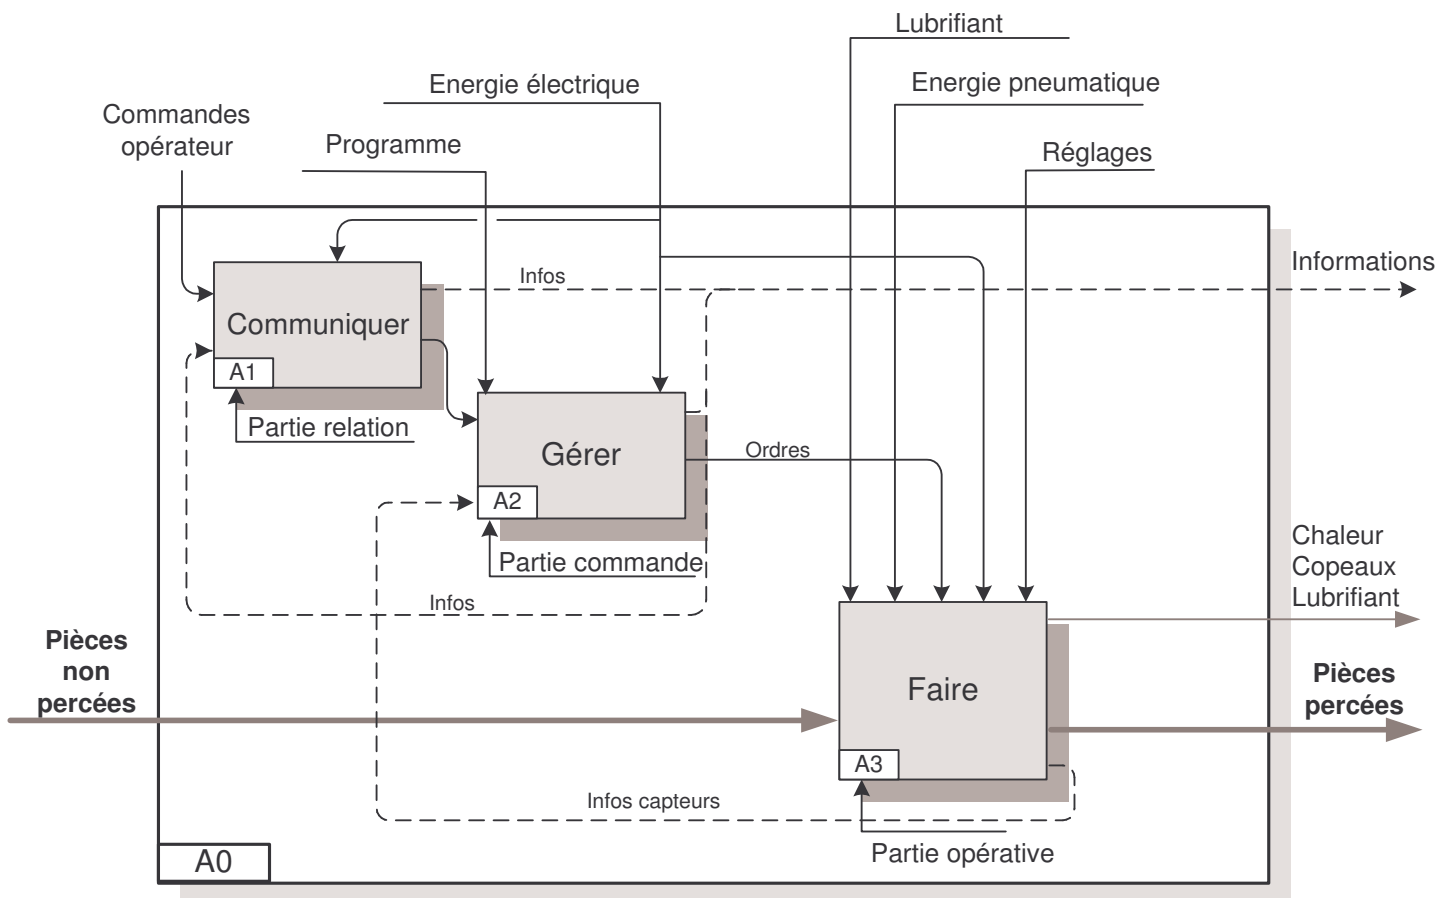 Lubrifiant
Energie électrique
Energie pneumatique
Commandes
opérateur
Programme
Réglages
Informations
Infos
Communiquer
A1
Partie relation
Gérer
Ordres
A2
Partie commande
Chaleur
Copeaux
Lubrifiant
Infos
Pièces
non
percées
Faire
Pièces
percées
A3
Infos capteurs
Partie opérative
A0